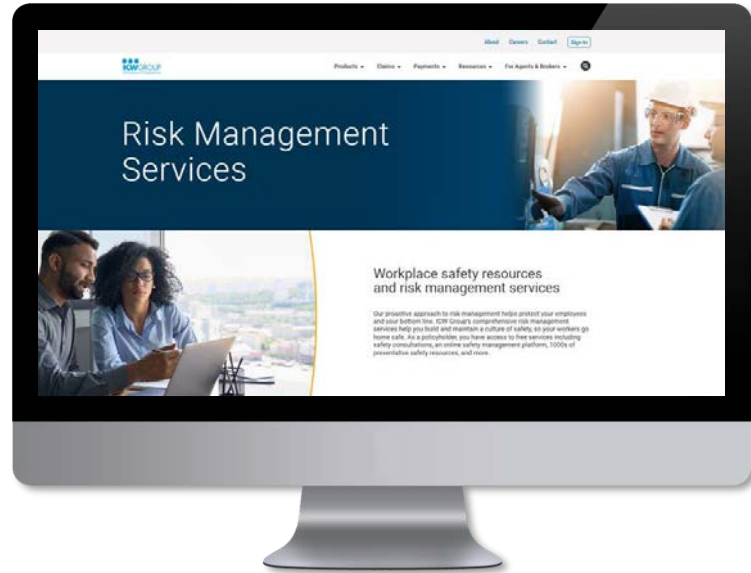 About Careers Contact Sign In
ICW GROUP
Products Claims Payments Resources For Agents & Brokers
Risk Management
Services
Workplace safety resources
and risk management services
Our proactive approach to risk management helps protect your employees
and your bottom line. ICW Group's comprehensive risk management
services help you build and maintain a culture of safety, so your workers go
home safe. As a policyholder, you have access to free services including
safety consultations, an online safety management platform, 1000s of
preventative safety resources, and more.